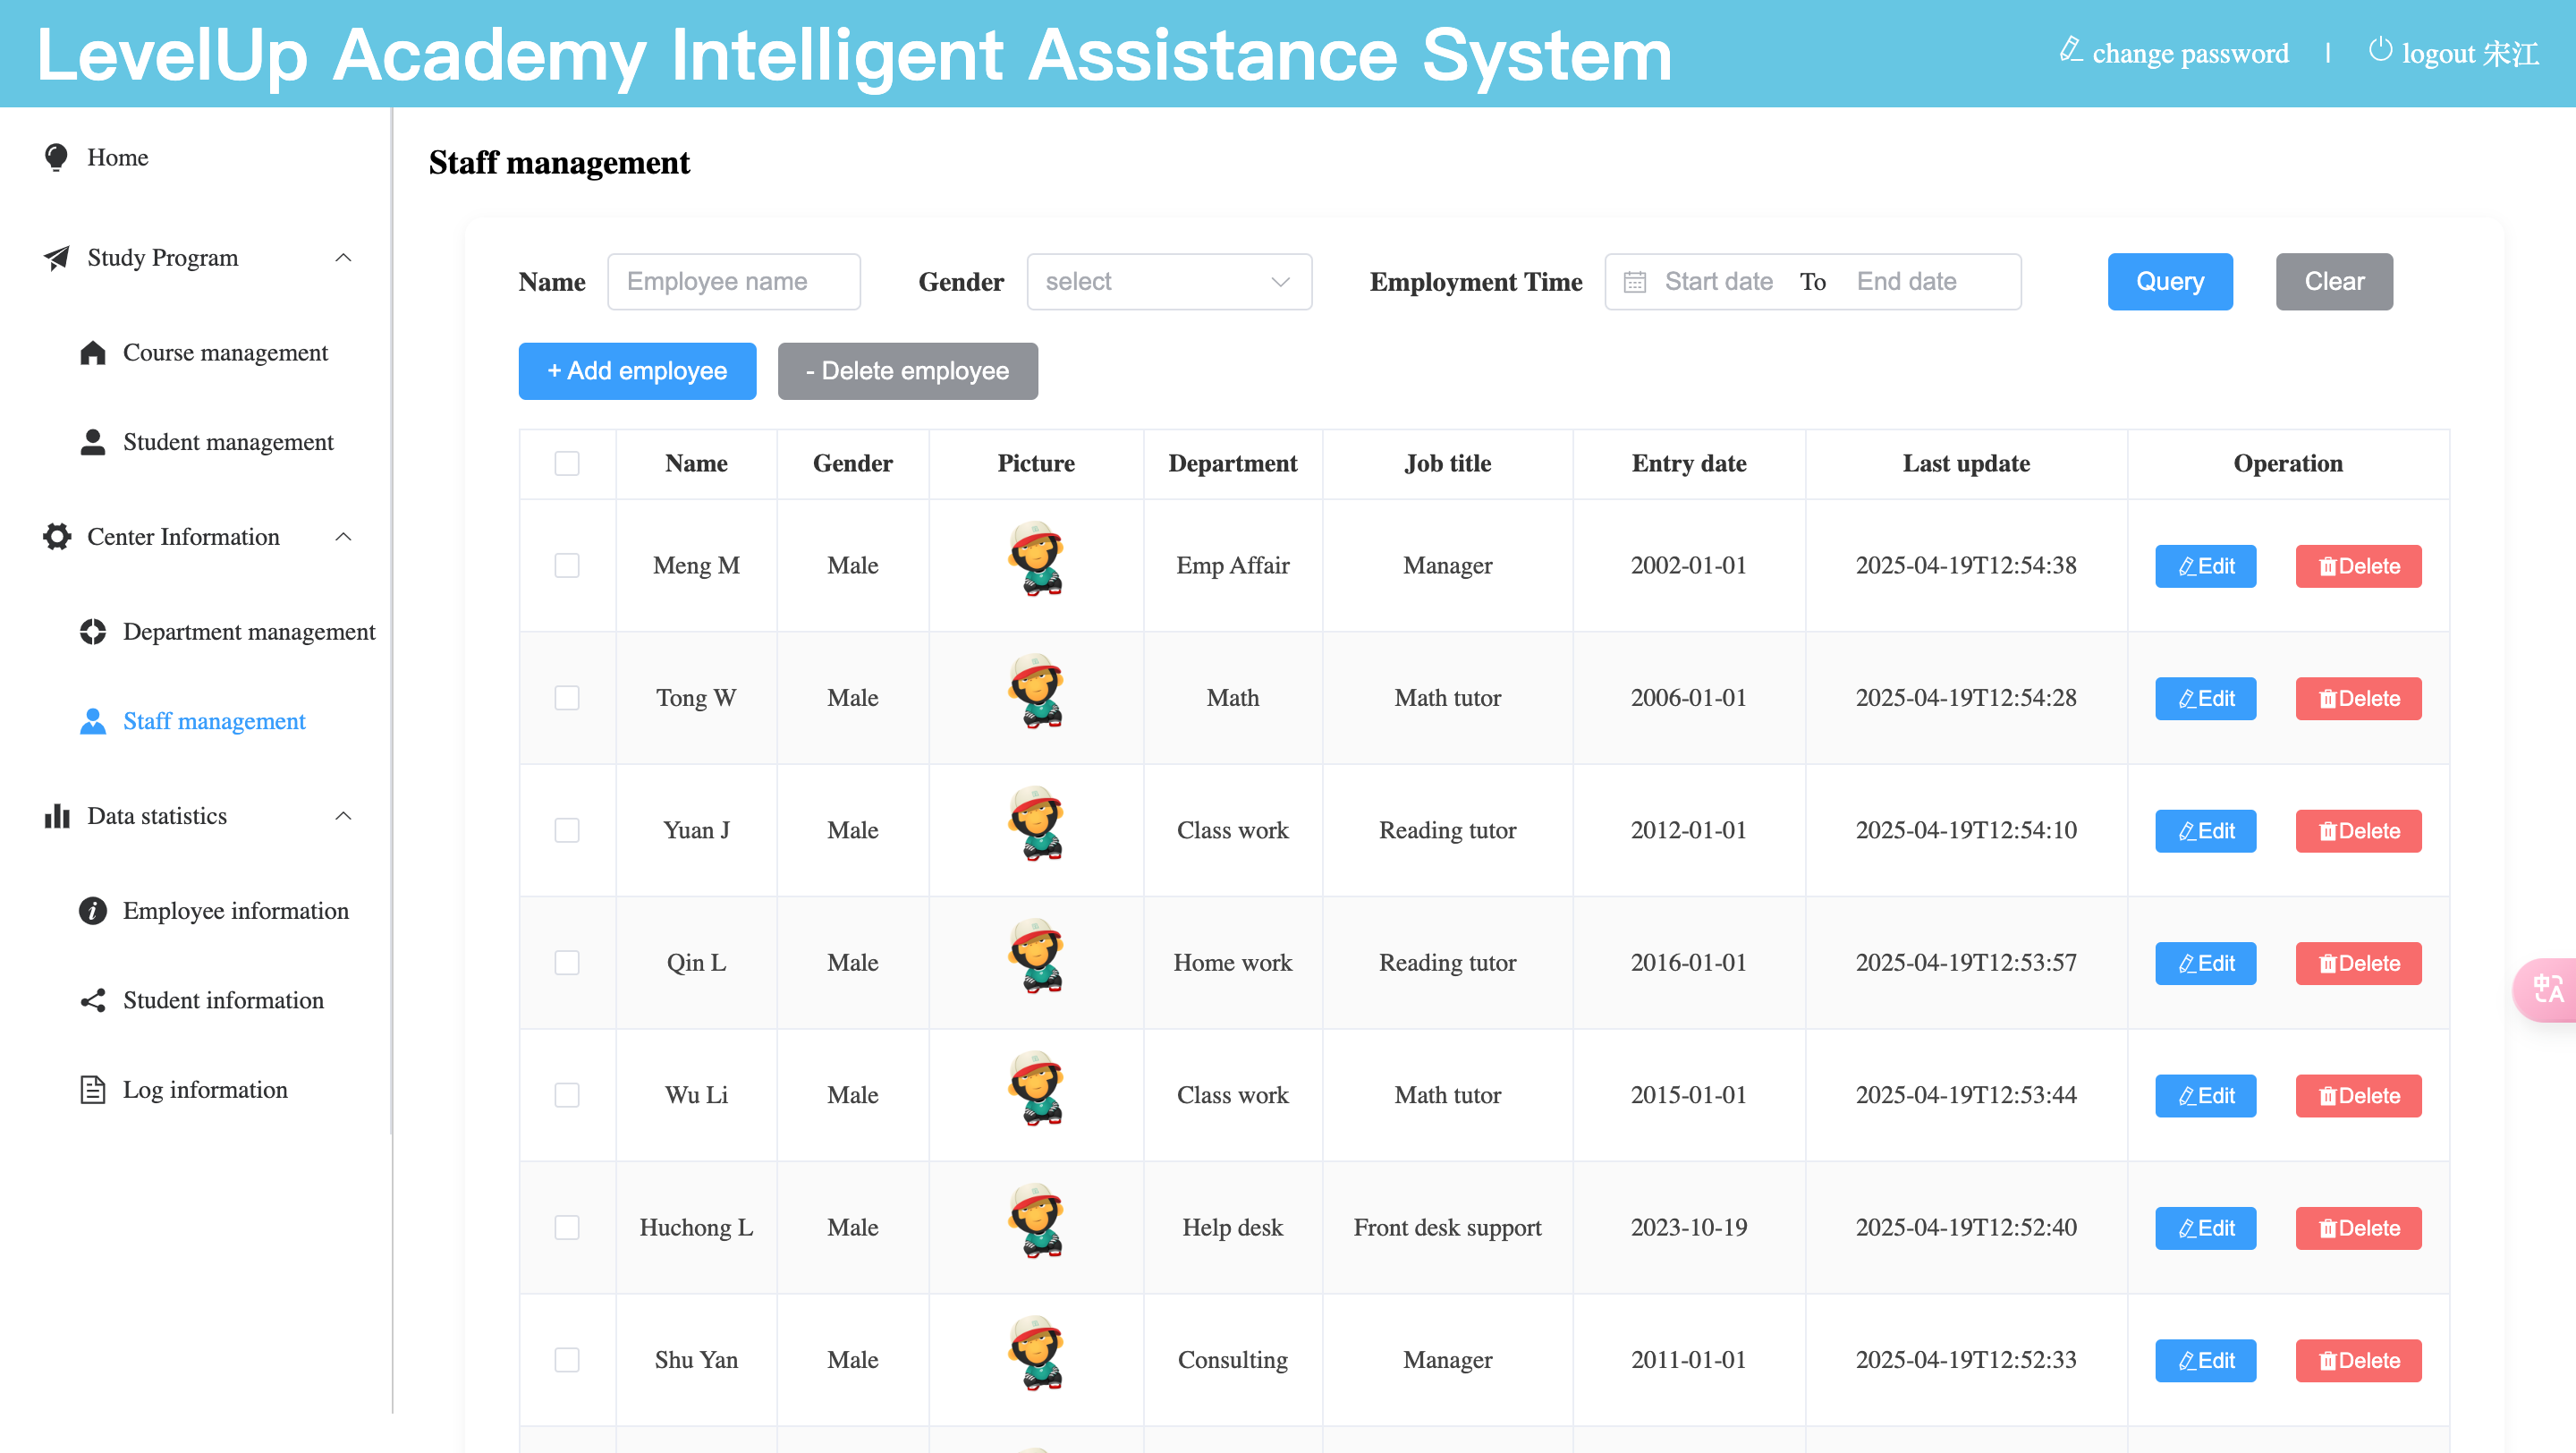 LevelUp Academy Intelligent Assistance System
change password | logout 宋江
Home
Study Program
Course management
Student management
Center Information
Department management
Staff management
Data statistics
Employee information
Student information
Log information
Staff management
Name Employee name Gender select Employment Time Start date To End date Query Clear
+ Add employee - Delete employee
Name Gender Picture Department Job title Entry date Last update Operation
Meng M Male Emp Affair Manager 2002-01-01 2025-04-19T12:54:38 Edit Delete
Tong W Male Math Math tutor 2006-01-01 2025-04-19T12:54:28 Edit Delete
Yuan J Male Class work Reading tutor 2012-01-01 2025-04-19T12:54:10 Edit Delete
Qin L Male Home work Reading tutor 2016-01-01 2025-04-19T12:53:57 Edit Delete
Wu Li Male Class work Math tutor 2015-01-01 2025-04-19T12:53:44 Edit Delete
Huchong L Male Help desk Front desk support 2023-10-19 2025-04-19T12:52:40 Edit Delete
Shu Yan Male Consulting Manager 2011-01-01 2025-04-19T12:52:33 Edit Delete
中A